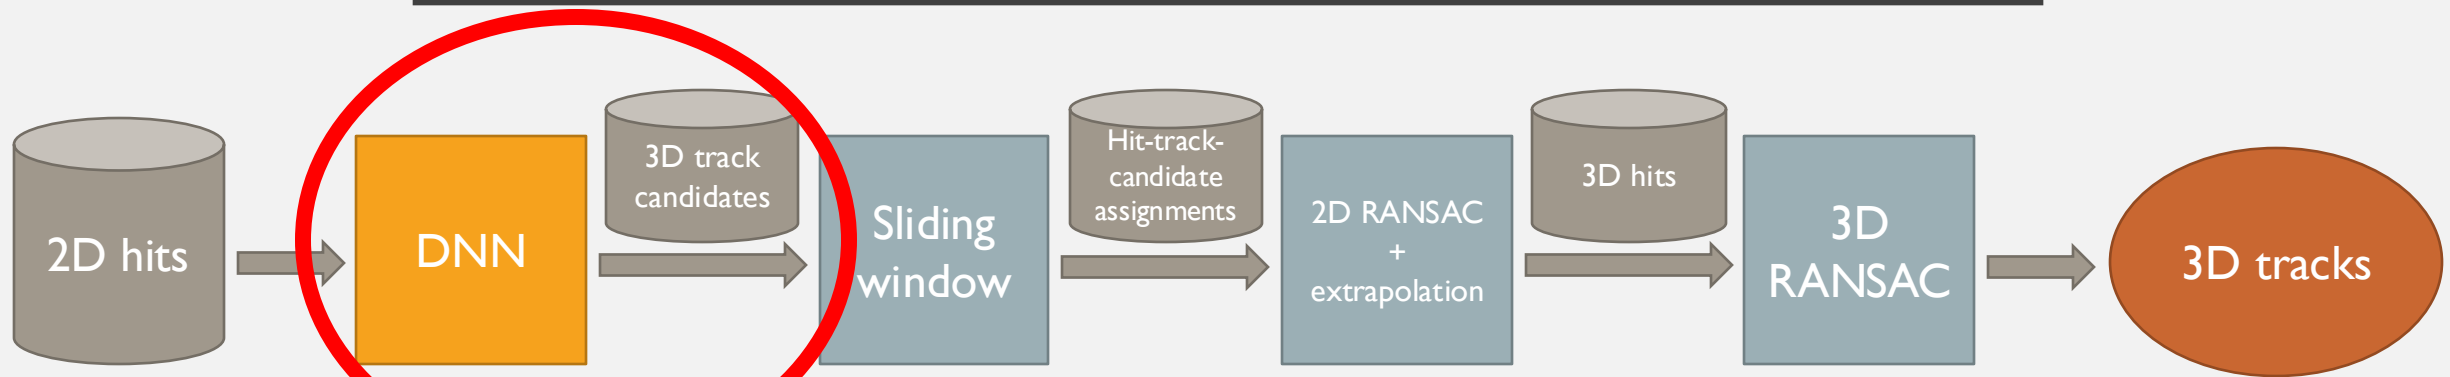 2D hits
DNN
3D track
candidates
Sliding
window
Hit-track-
candidate
assignments
2D RANSAC
+
extrapolation
3D hits
3D
RANSAC
3D tracks